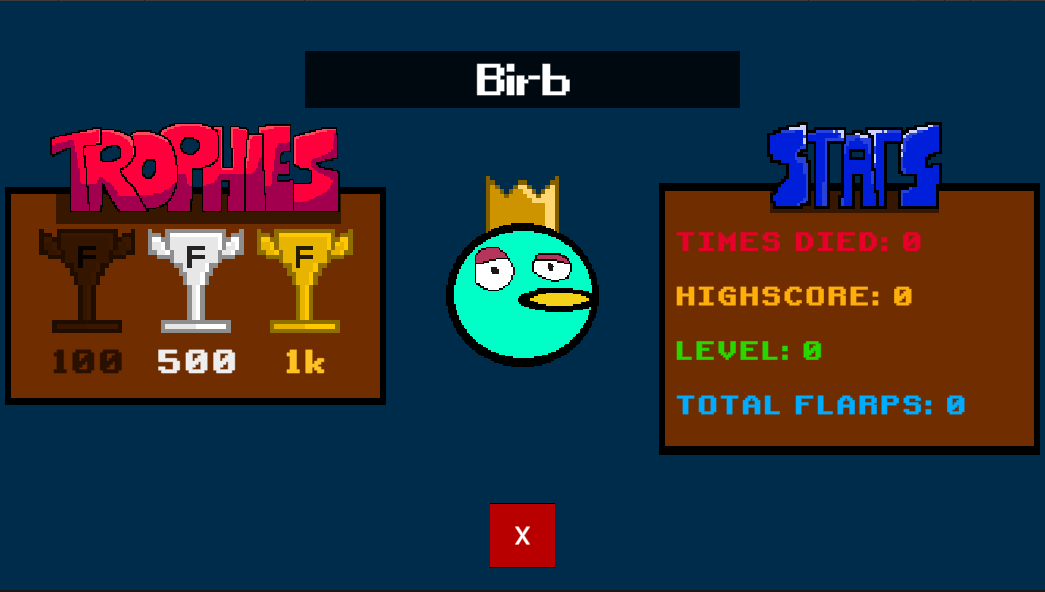 Birb
TROPHIES
F F F
100 500 1k
STATS
TIMES DIED: 0
HIGHSCORE: 0
LEVEL: 0
TOTAL FLARPS: 0
X